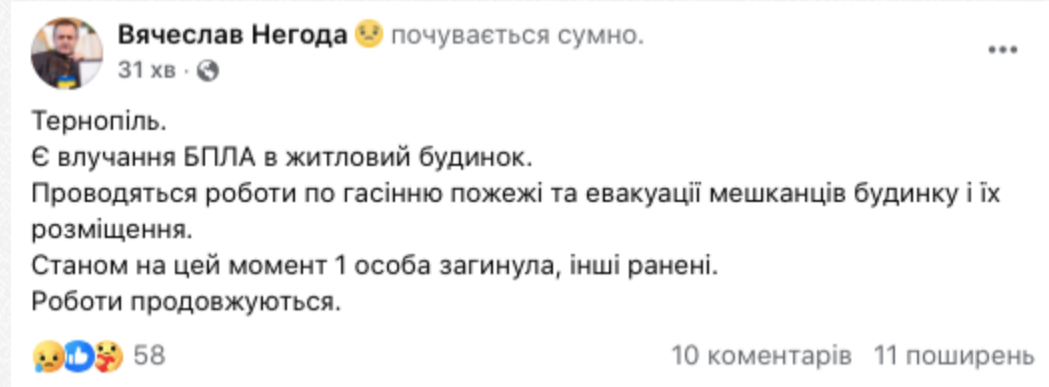 Вячеслав Негода 😟 почувається сумно.
31 хв ·
Тернопіль.
Є влучання БПЛА в житловий будинок.
Проводяться роботи по гасінню пожежі та евакуації мешканців будинку і їх
розміщення.
Станом на цей момент 1 особа загинула, інші ранені.
Роботи продовжуються.
58
10 коментарів 11 поширень